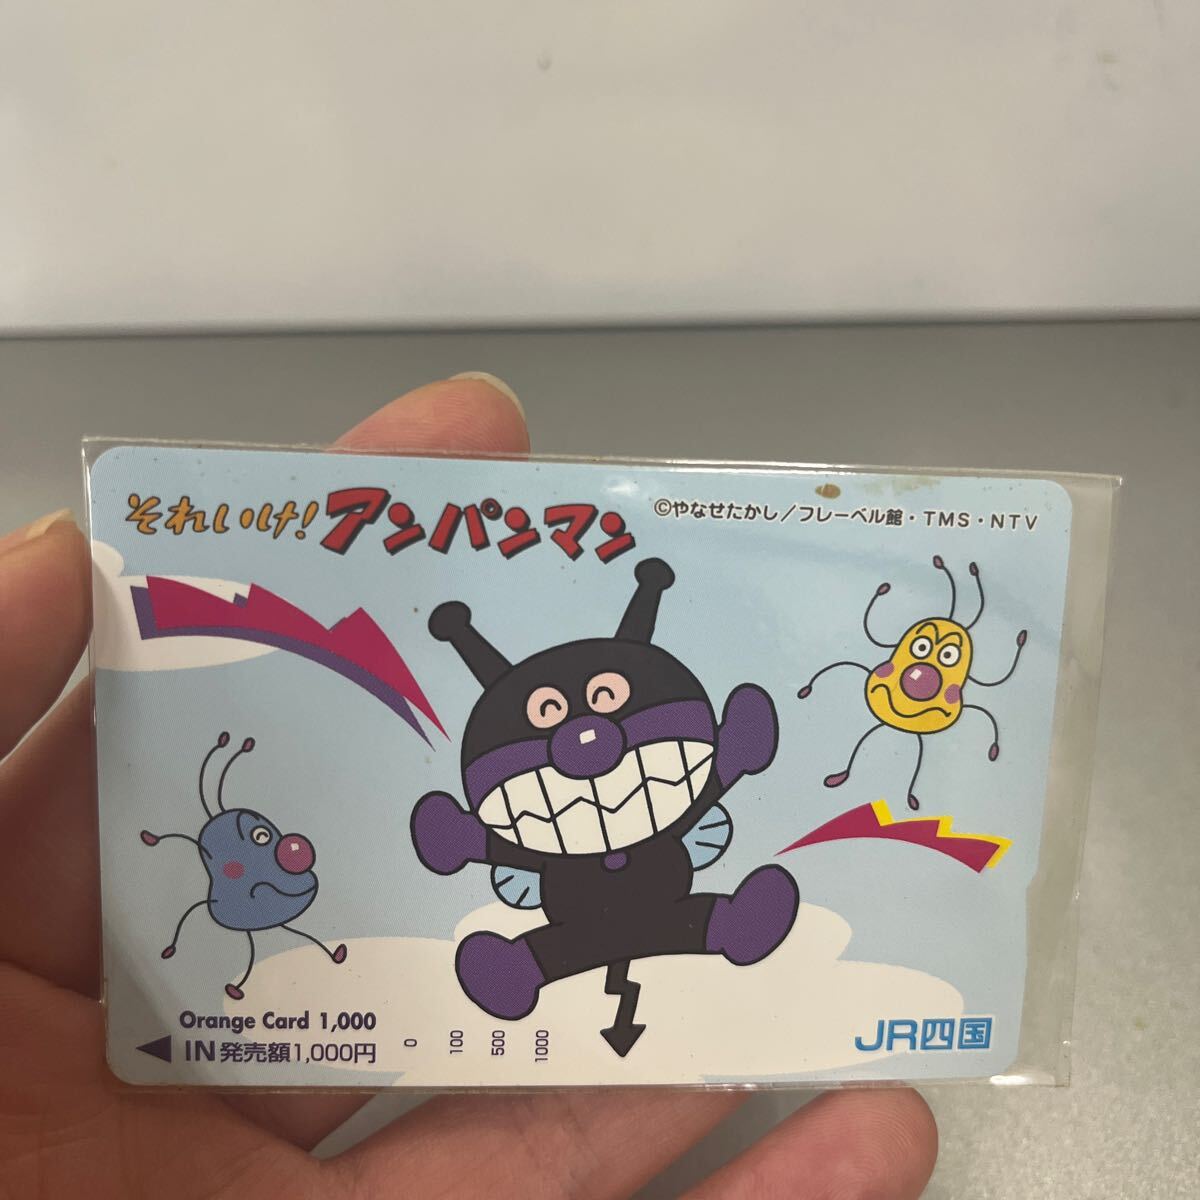 それいけ!アンパンマン
©やなせたかし/フレーベル館・TMS・NTV
Orange Card 1,000
◀ IN発売額1,000円
0 100 500 1000
JR四国